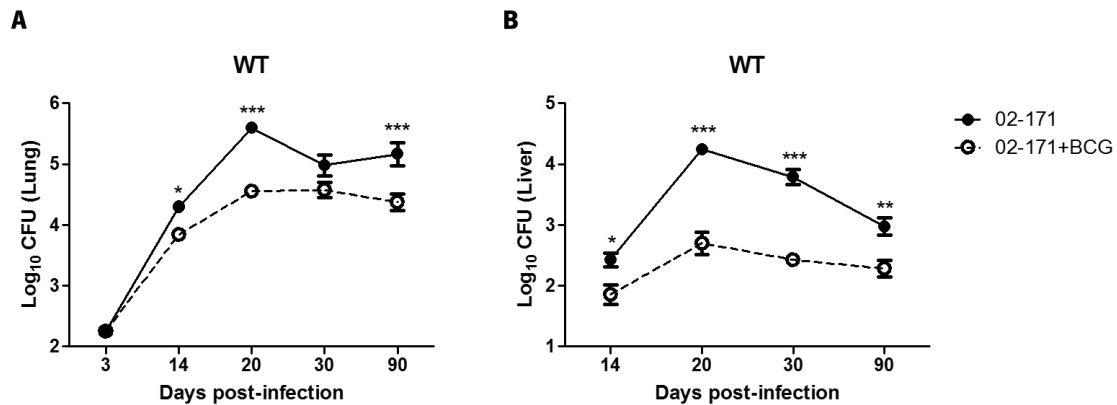 A
WT
***
***
*
6
5
4
3
2
Log10 CFU (Lung)
3 14 20 30 90
Days post-infection
B
WT
***
***
**
*
6
5
4
3
2
1
Log10 CFU (Liver)
14 20 30 90
Days post-infection
02-171
02-171+BCG